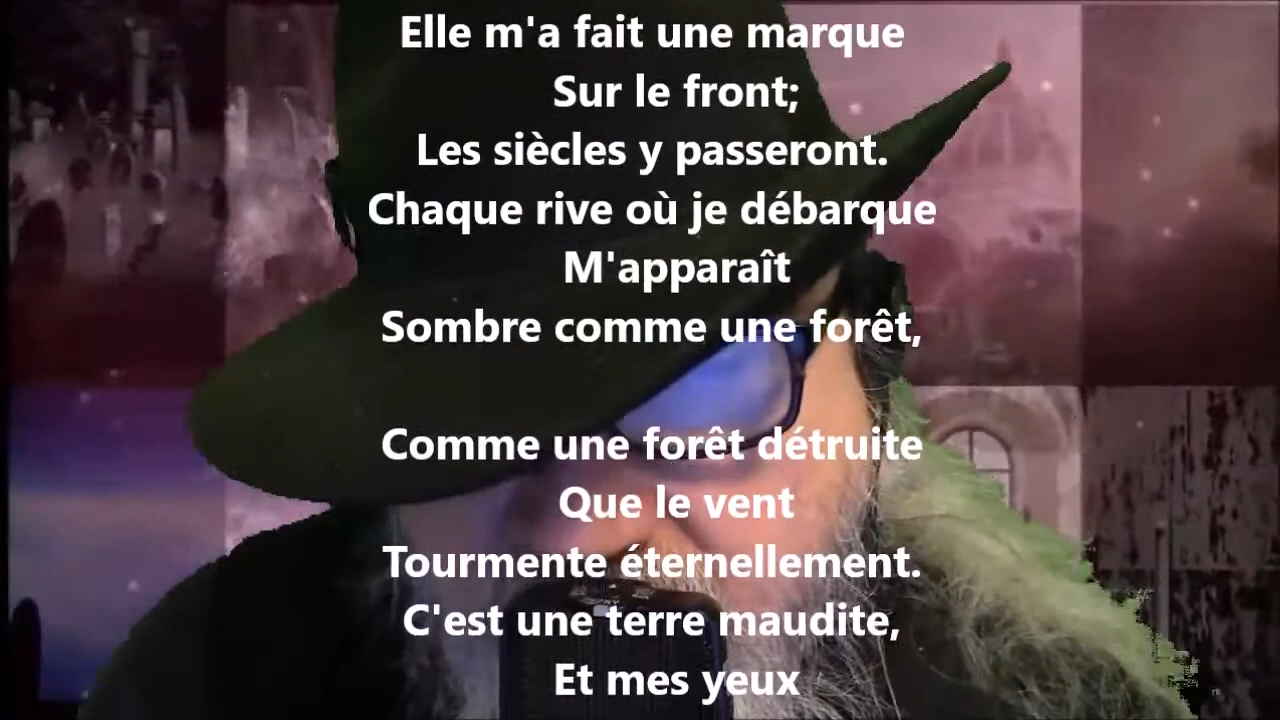 Elle m'a fait une marque
Sur le front;
Les siècles y passeront.
Chaque rive où je débarque
M'apparaît
Sombre comme une forêt,
Comme une forêt détruite
Que le vent
Tourmente éternellement.
C'est une terre maudite,
Et mes yeux